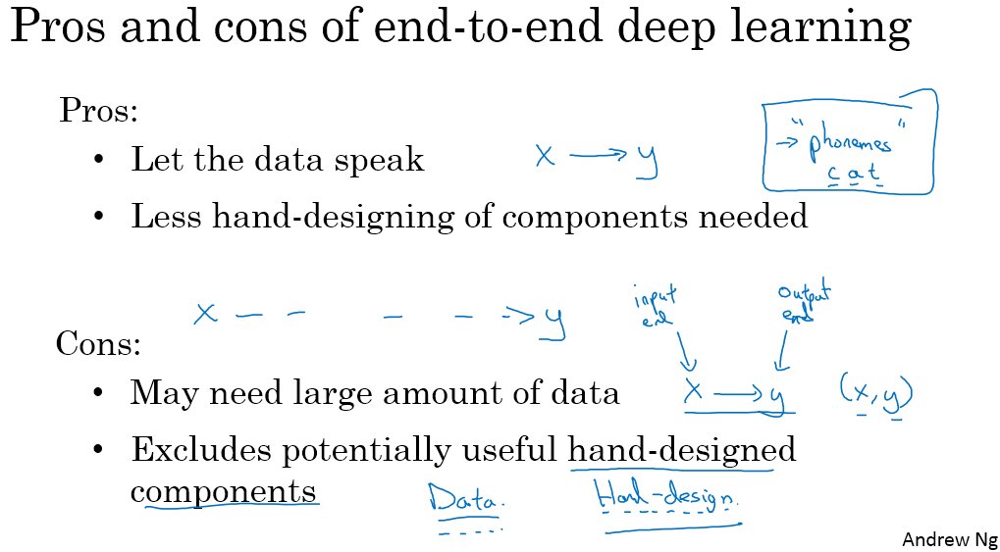 Pros and cons of end-to-end deep learning
Pros:
• Let the data speak
x → y
→ "phonemes"
c a t
• Less hand-designing of components needed
x – – – – -> y
input
end
output
end
Cons:
• May need large amount of data
x → y
(x, y)
• Excludes potentially useful hand-designed
components
Data.
Hand-design.
Andrew Ng